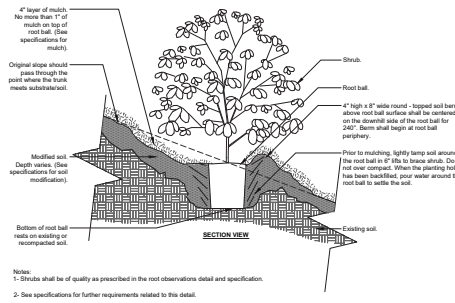 4" layer of mulch.
No more than 1" of
mulch on top of
root ball. (See
specifications for
mulch).
Original slope should
pass through the
point where the trunk
meets substrate/soil.
Modified soil.
Depth varies. (See
specifications for
soil modification).
Bottom of root ball
rests on existing or
recompacted soil.
Shrub.
Root ball.
4" high x 8" wide round - topped soil berm
above root ball surface shall be centered
on the downhill side of the root ball for
240°. Berm shall begin at root ball
periphery.
Prior to mulching, lightly tamp soil around
the root ball in 6" lifts to brace shrub. Do
not over compact. When the planting hole
has been backfilled, pour water around the
root ball to settle the soil.
Existing soil.
SECTION VIEW
Notes:
1- Shrubs shall be of quality as prescribed in the root observations detail and specification.
2- See specifications for further requirements related to this detail.